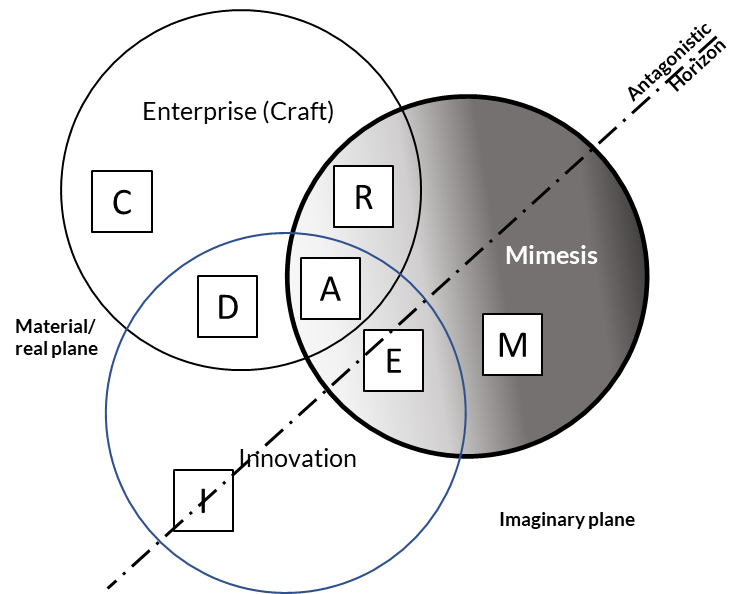 Antagonistic
Horizon
Enterprise (Craft)
C
R
Mimesis
A
D
Material/
real plane
M
E
Innovation
I
Imaginary plane